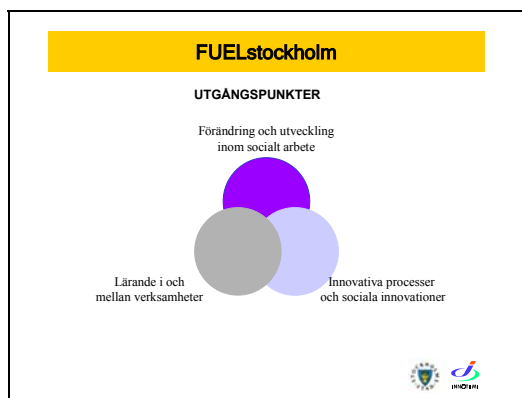 FUELstockholm
UTGÅNGSPUNKTER
Förändring och utveckling
inom socialt arbete
Lärande i och
mellan verksamheter
Innovativa processer
och sociala innovationer